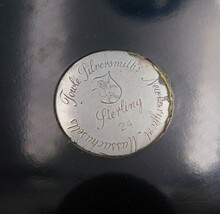 Towle Silversmiths
Newburyport
Massachusetts
Sterling
24